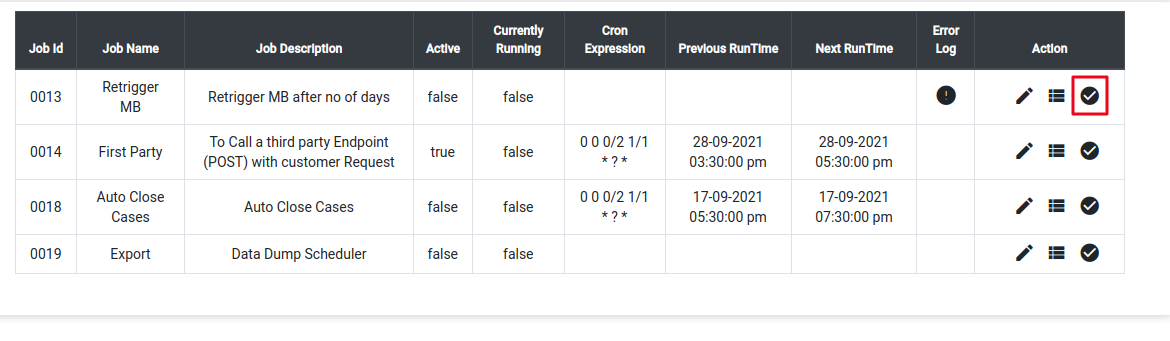 Job Id Job Name Job Description Active Currently Running Cron Expression Previous RunTime Next RunTime Error Log Action
0013 Retrigger MB Retrigger MB after no of days false false
0014 First Party To Call a third party Endpoint (POST) with customer Request true false 0 0 0/2 1/1 * ? * 28-09-2021 03:30:00 pm 28-09-2021 05:30:00 pm
0018 Auto Close Cases Auto Close Cases false false 0 0 0/2 1/1 * ? * 17-09-2021 05:30:00 pm 17-09-2021 07:30:00 pm
0019 Export Data Dump Scheduler false false